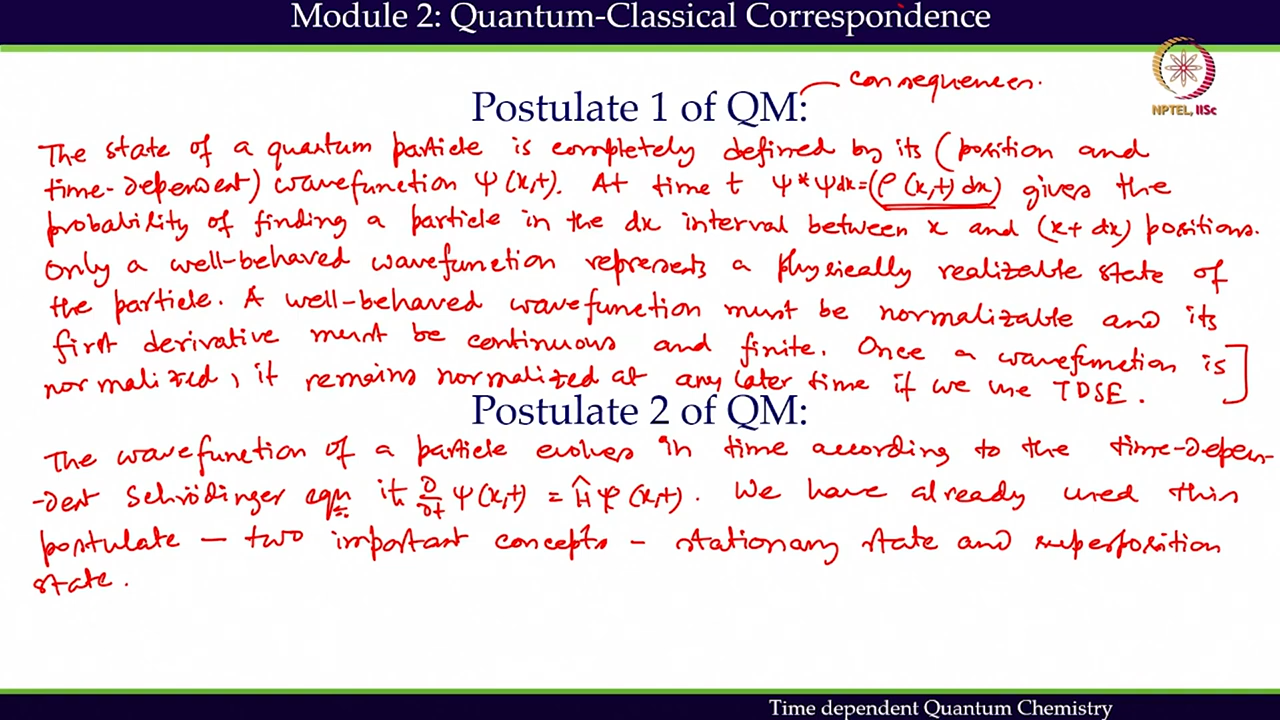 Module 2: Quantum-Classical Correspondence
consequences.
NPTEL, IISc
Postulate 1 of QM:
The state of a quantum particle is completely defined by its (position and
time-dependent) wavefunction Ψ(x,t). At time t Ψ*Ψdx=(ρ(x,t)dx) gives the
probability of finding a particle in the dx interval between x and (x+dx) positions.
Only a well-behaved wavefunction represents a physically realizable state of
the particle. A well-behaved wavefunction must be normalizable and its
first derivative must be continuous and finite. Once a wavefunction is
normalized, it remains normalized at any later time if we use TDSE.
Postulate 2 of QM:
The wavefunction of a particle evolves in time according to the time-depen-
-dent Schrödinger eqn iħ ∂/∂t Ψ(x,t) = Ĥ Ψ(x,t). We have already used this
postulate – two important concepts – stationary state and superposition
state.
Time dependent Quantum Chemistry